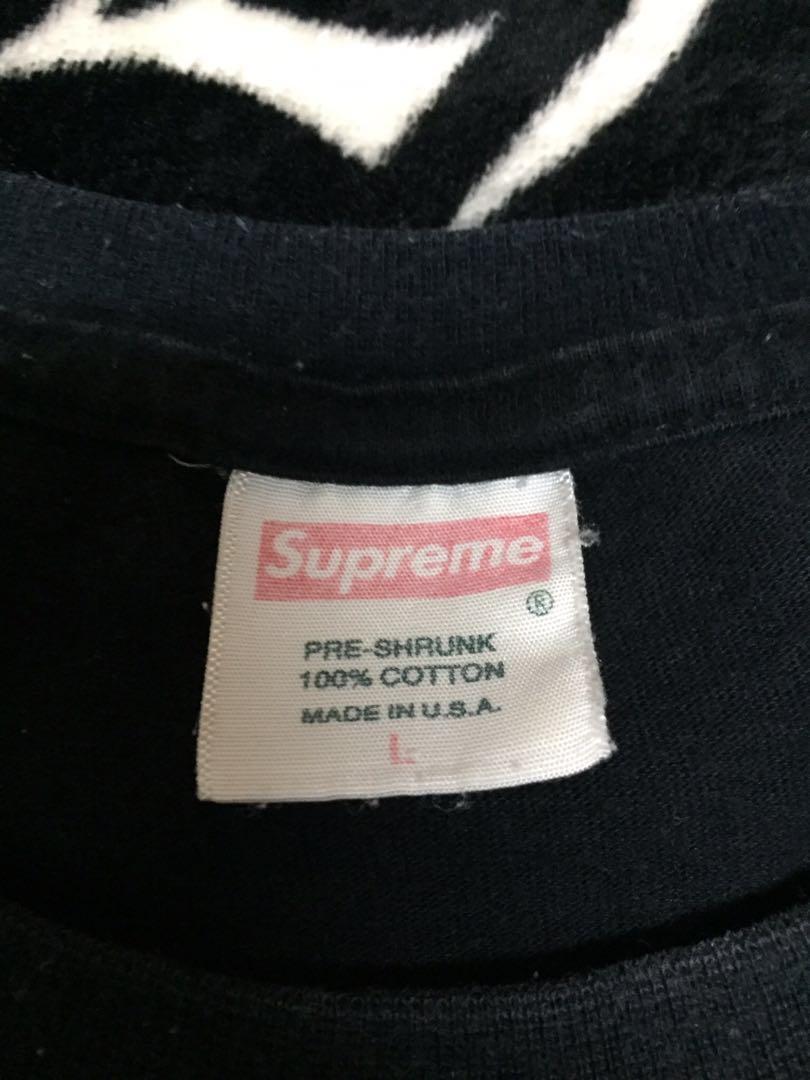 Supreme
®
PRE-SHRUNK
100% COTTON
MADE IN U.S.A.
L